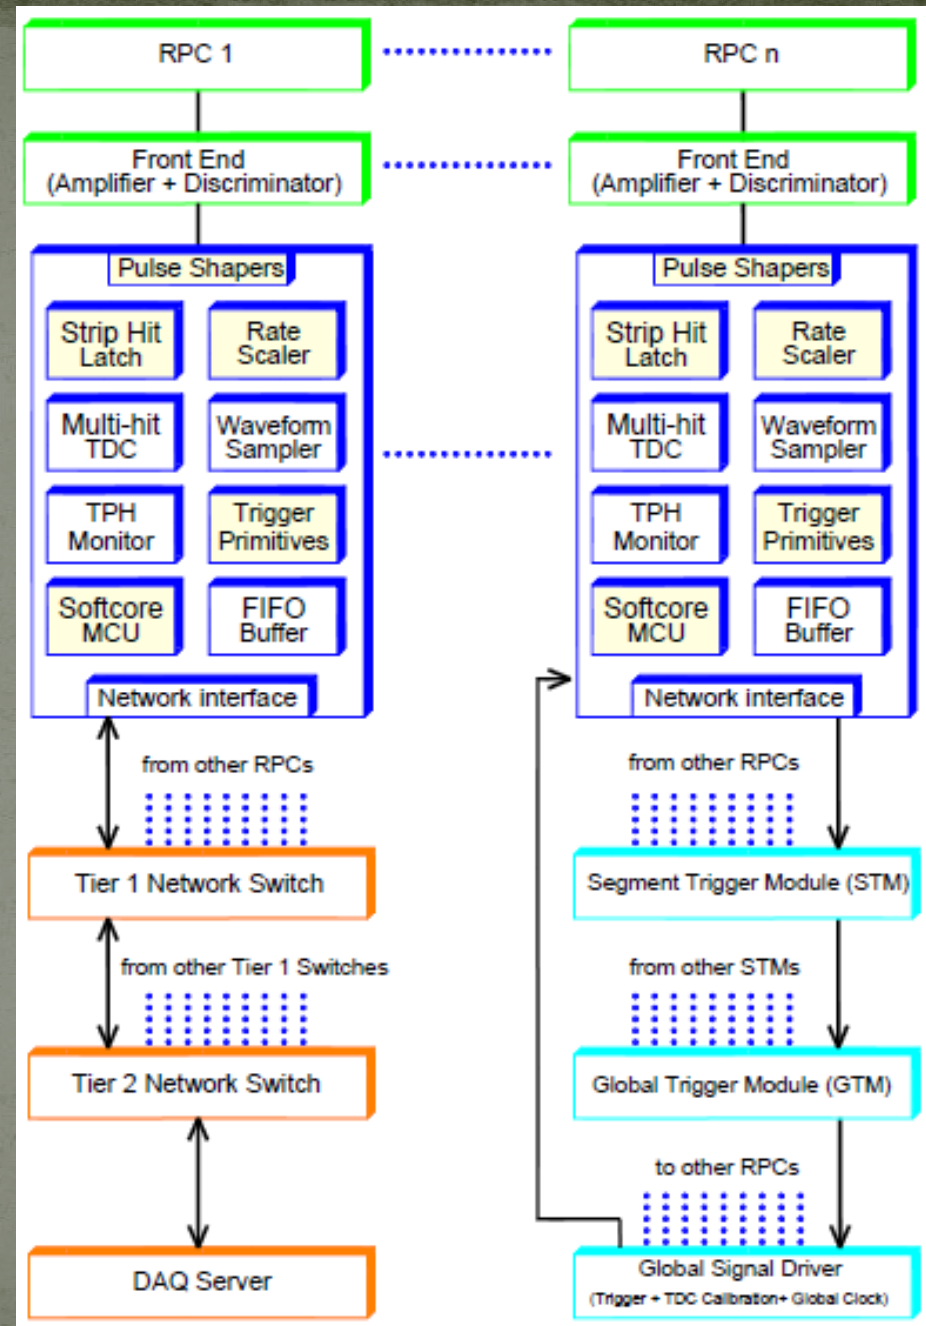 RPC 1
RPC n
Front End
(Amplifier + Discriminator)
Front End
(Amplifier + Discriminator)
Pulse Shapers
Strip Hit
Latch
Rate
Scaler
Multi-hit
TDC
Waveform
Sampler
TPH
Monitor
Trigger
Primitives
Softcore
MCU
FIFO
Buffer
Network interface
Pulse Shapers
Strip Hit
Latch
Rate
Scaler
Multi-hit
TDC
Waveform
Sampler
TPH
Monitor
Trigger
Primitives
Softcore
MCU
FIFO
Buffer
Network interface
from other RPCs
Tier 1 Network Switch
from other Tier 1 Switches
Tier 2 Network Switch
DAQ Server
from other RPCs
Segment Trigger Module (STM)
from other STMs
Global Trigger Module (GTM)
to other RPCs
Global Signal Driver
(Trigger + TDC Calibration+ Global Clock)